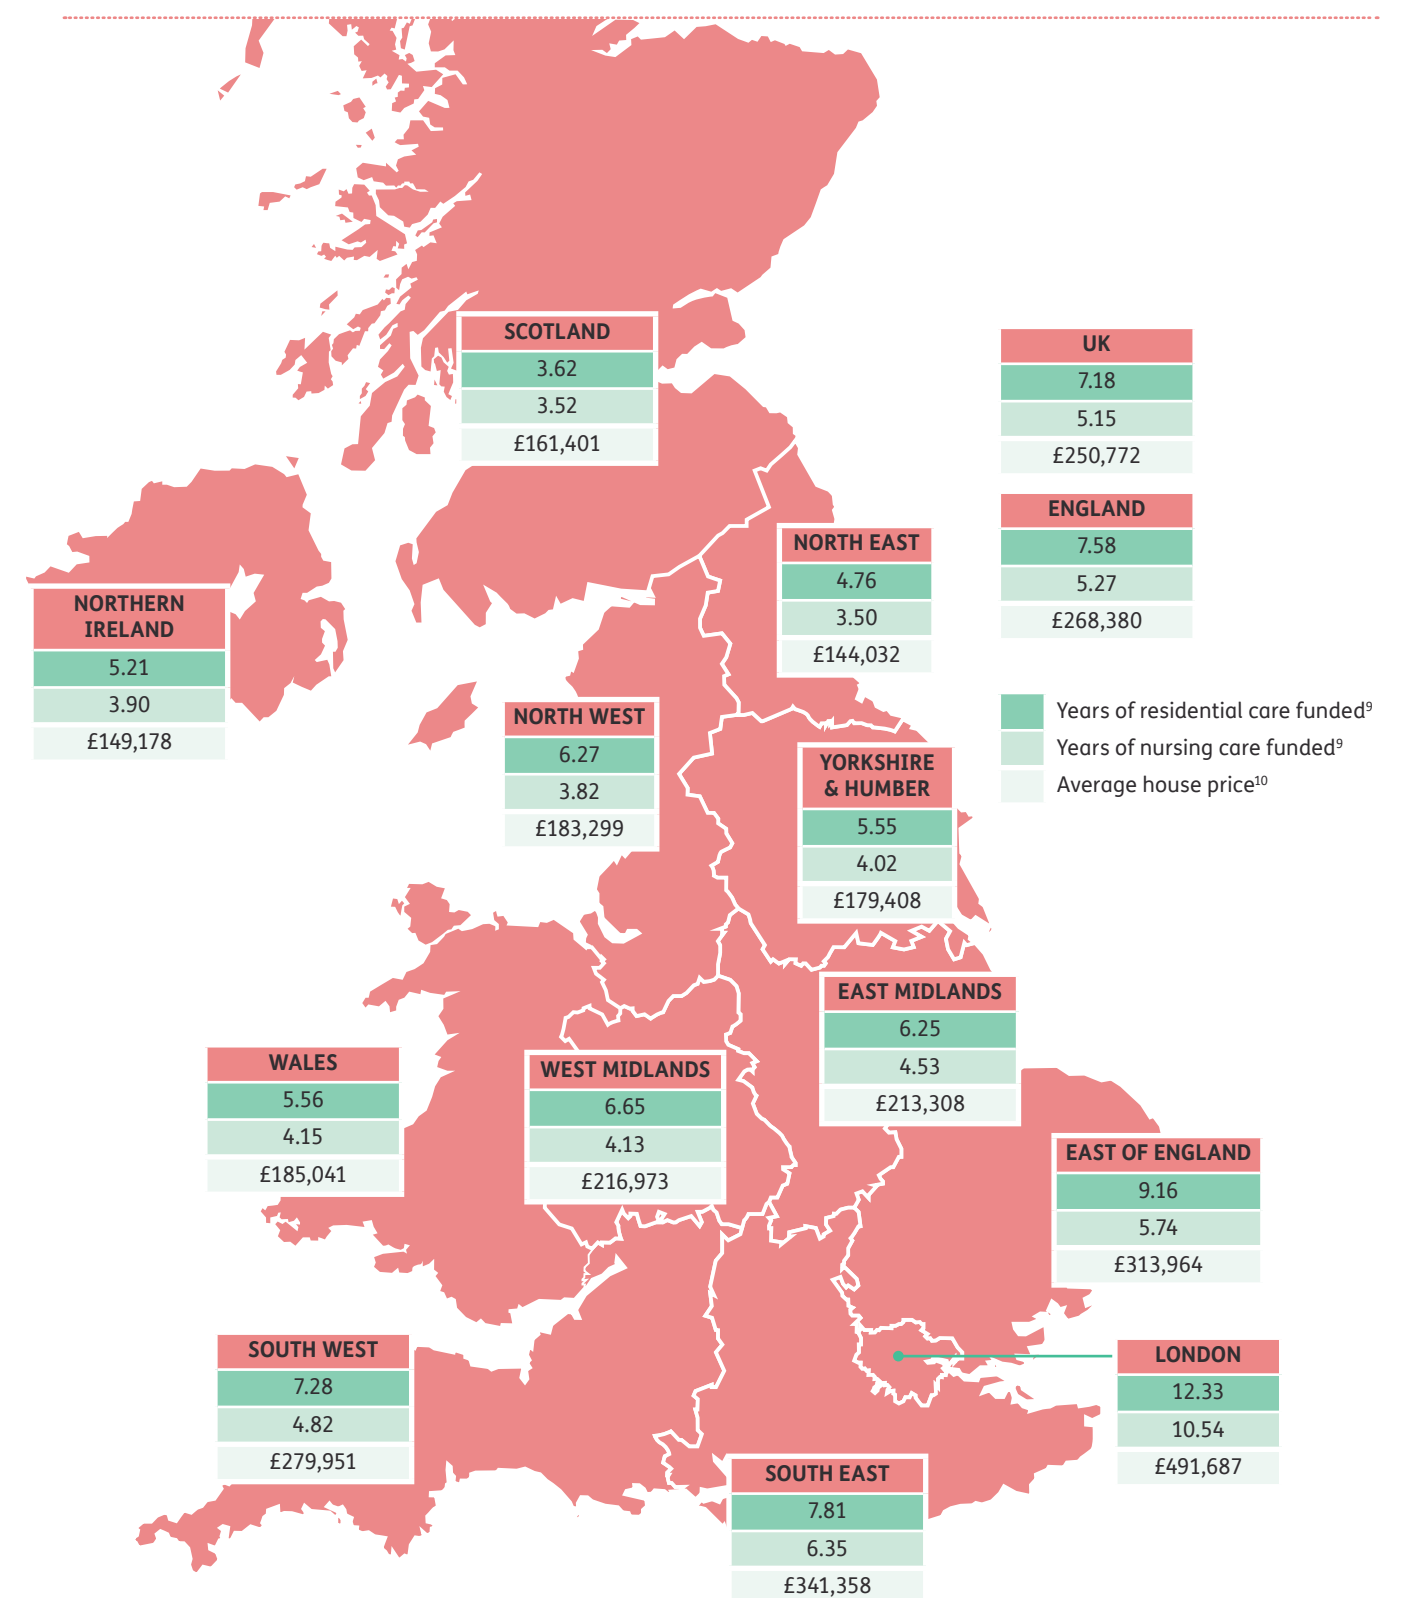 SCOTLAND
3.62
3.52
£161,401
UK
7.18
5.15
£250,772
ENGLAND
7.58
5.27
£268,380
NORTH EAST
4.76
3.50
£144,032
NORTHERN
IRELAND
5.21
3.90
£149,178
NORTH WEST
6.27
3.82
£183,299
Years of residential care funded⁹
Years of nursing care funded⁹
Average house price¹⁰
YORKSHIRE
& HUMBER
5.55
4.02
£179,408
EAST MIDLANDS
6.25
4.53
£213,308
WALES
5.56
4.15
£185,041
WEST MIDLANDS
6.65
4.13
£216,973
EAST OF ENGLAND
9.16
5.74
£313,964
SOUTH WEST
7.28
4.82
£279,951
LONDON
12.33
10.54
£491,687
SOUTH EAST
7.81
6.35
£341,358